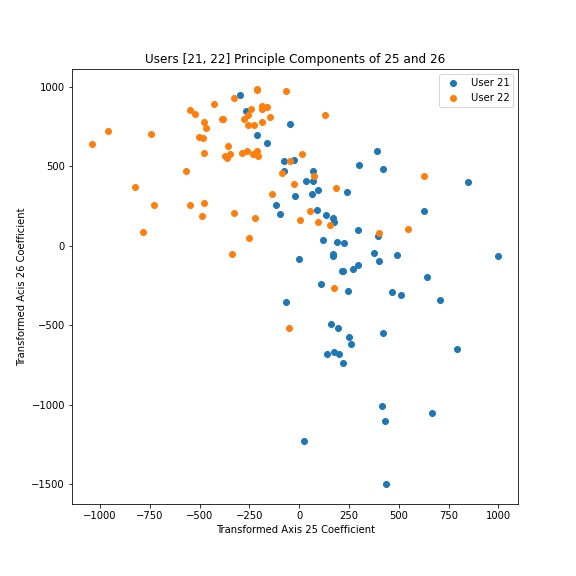 Users [21, 22] Principle Components of 25 and 26
User 21
User 22
1000
500
0
−500
−1000
−1500
Transformed Acis 26 Coefficient
−1000 −750 −500 −250 0 250 500 750 1000
Transformed Axis 25 Coefficient